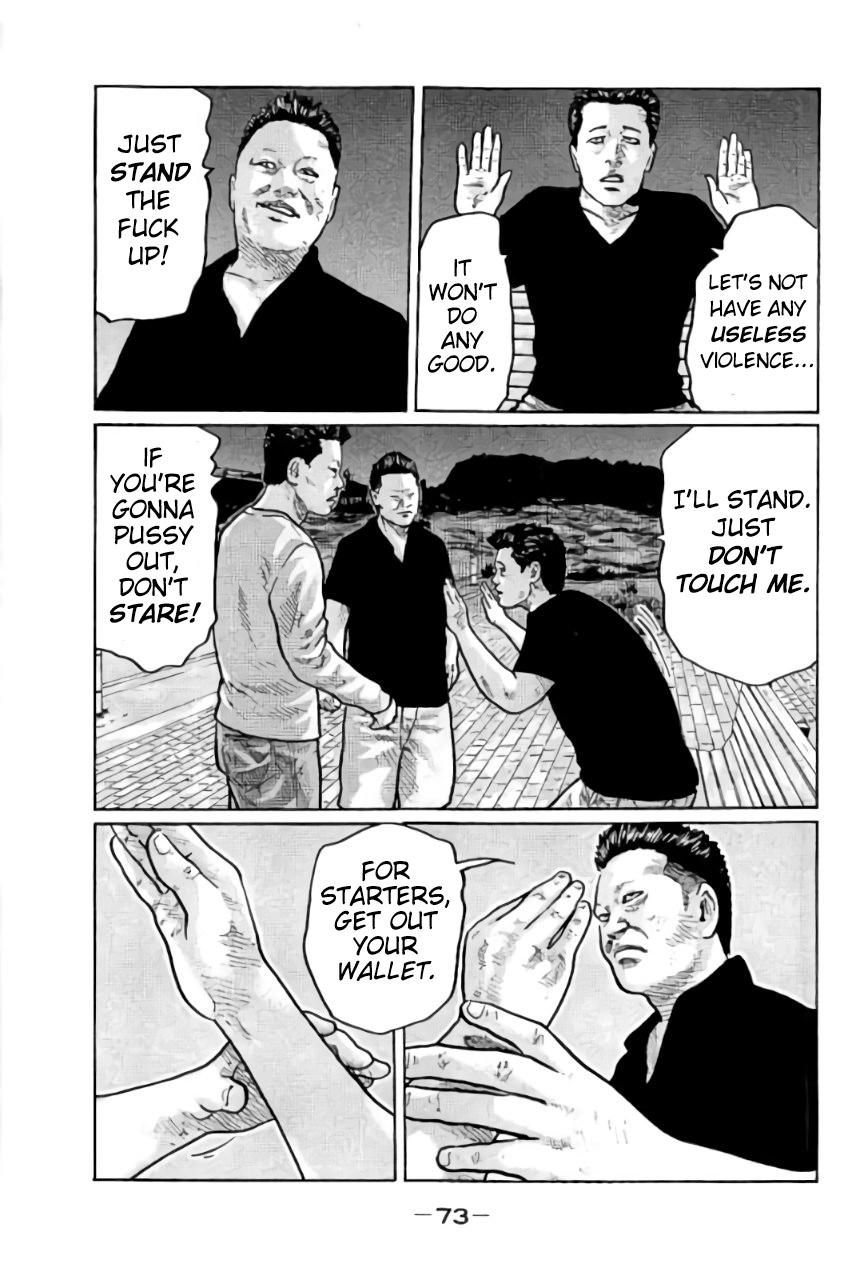 LET'S NOT
HAVE ANY
USELESS
VIOLENCE...
IT
WON'T
DO
ANY
GOOD.
JUST
STAND
THE
FUCK
UP!
I'LL STAND.
JUST
DON'T
TOUCH ME.
IF
YOU'RE
GONNA
PUSSY
OUT,
DON'T
STARE!
FOR
STARTERS,
GET OUT
YOUR
WALLET.
-73-